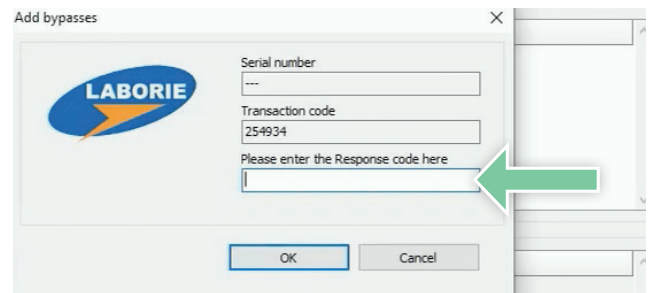 Add bypasses
LABORIE
Serial number
---
Transaction code
254934
Please enter the Response code here
OK
Cancel